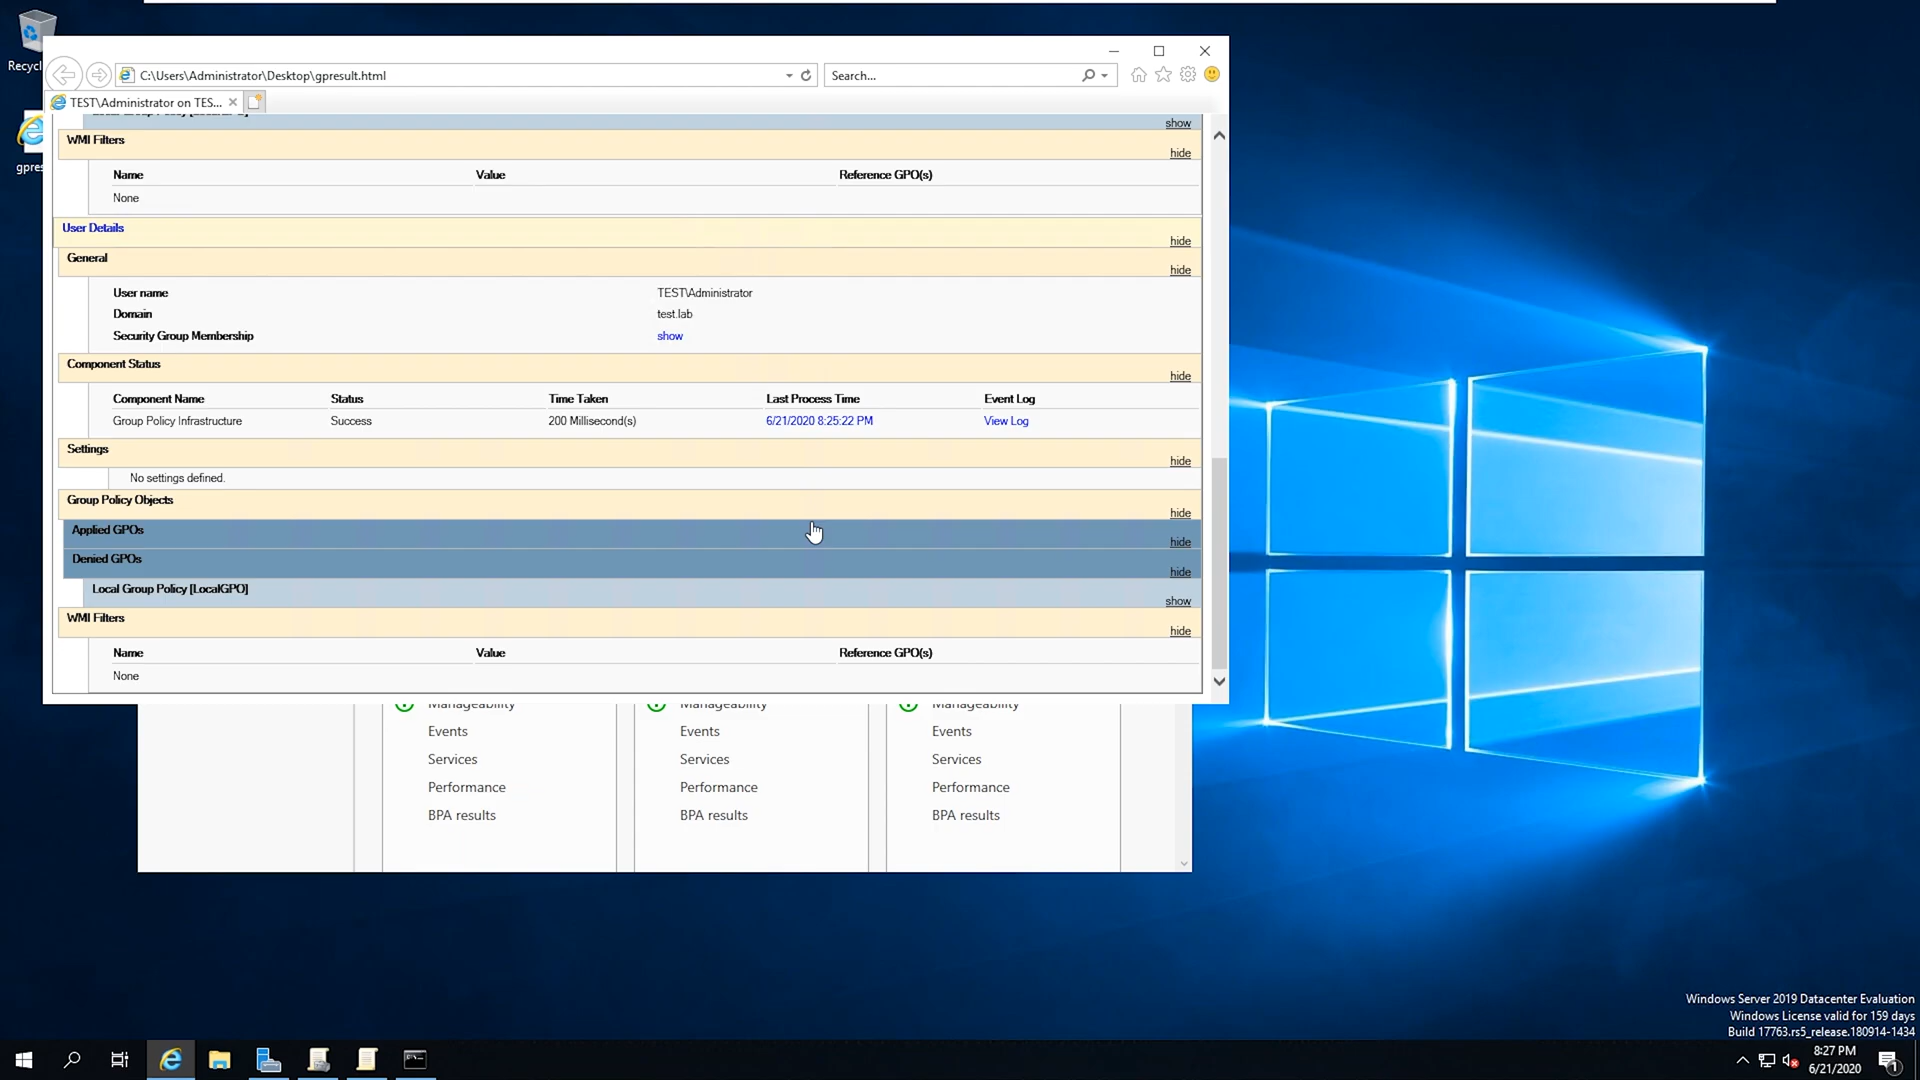 Recycl
gpres
C:\Users\Administrator\Desktop\gpresult.html
Search...
TEST\Administrator on TES...
show
WMI Filters
hide
Name Value Reference GPO(s)
None
User Details
hide
General
hide
User name TEST\Administrator
Domain test.lab
Security Group Membership show
Component Status
hide
Component Name Status Time Taken Last Process Time Event Log
Group Policy Infrastructure Success 200 Millisecond(s) 6/21/2020 8:25:22 PM View Log
Settings
hide
No settings defined.
Group Policy Objects
hide
Applied GPOs
hide
Denied GPOs
hide
Local Group Policy [LocalGPO]
show
WMI Filters
hide
Name Value Reference GPO(s)
None
Manageability Manageability Manageability
Events Events Events
Services Services Services
Performance Performance Performance
BPA results BPA results BPA results
Windows Server 2019 Datacenter Evaluation
Windows License valid for 159 days
Build 17763.rs5_release.180914-1434
8:27 PM
6/21/2020
1